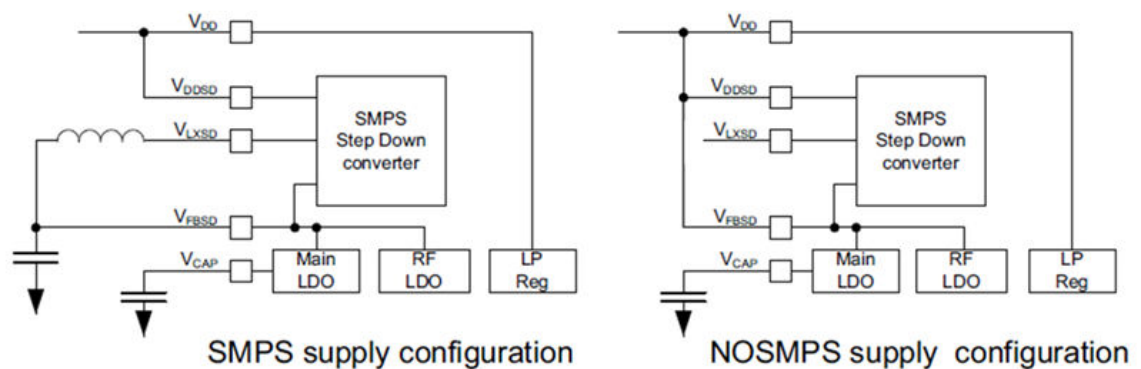 VDD
VDDSD
VLXSD
SMPS
Step Down
converter
VFBSD
VCAP
Main
LDO
RF
LDO
LP
Reg
SMPS supply configuration
VDD
VDDSD
VLXSD
SMPS
Step Down
converter
VFBSD
VCAP
Main
LDO
RF
LDO
LP
Reg
NOSMPS supply configuration